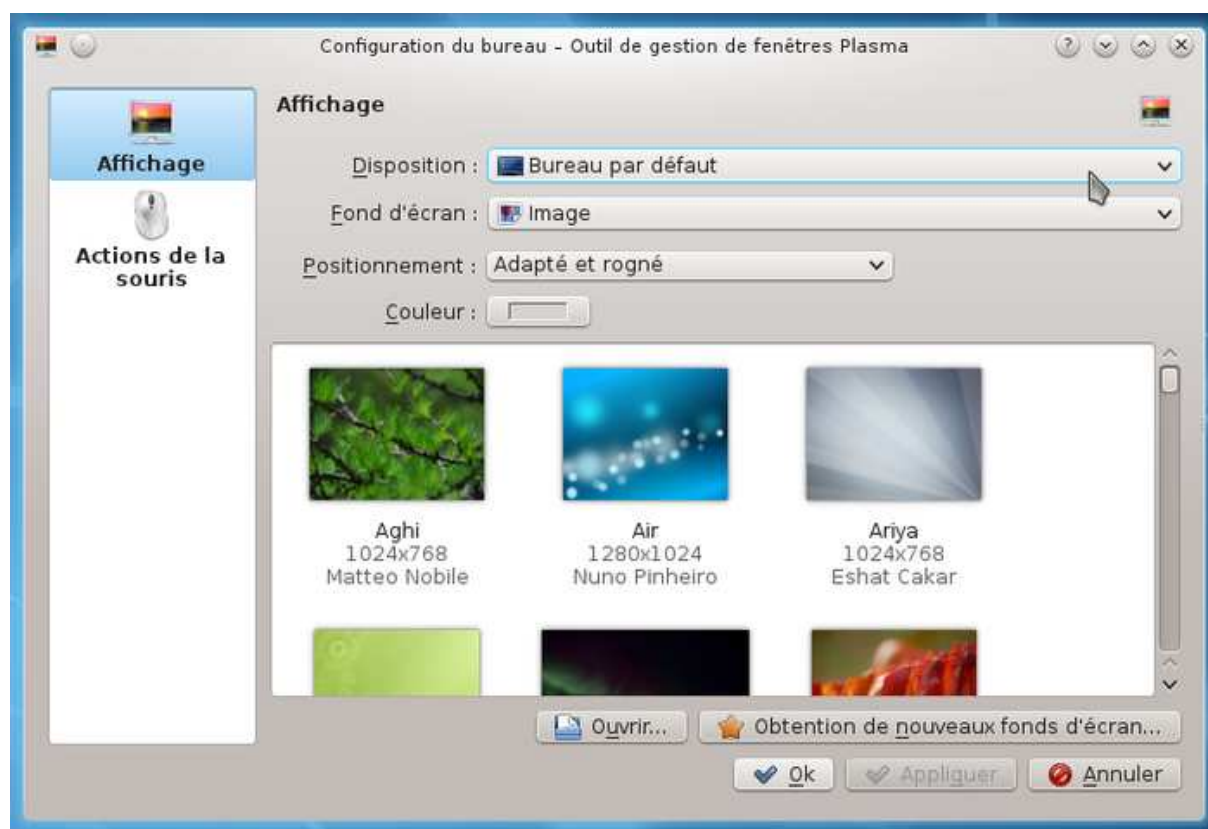 Configuration du bureau – Outil de gestion de fenêtres Plasma
Affichage
Actions de la
souris
Affichage
Disposition : Bureau par défaut
Fond d'écran : Image
Positionnement : Adapté et rogné
Couleur :
Aghi
1024x768
Matteo Nobile
Air
1280x1024
Nuno Pinheiro
Ariya
1024x768
Eshat Cakar
Ouvrir...
Obtention de nouveaux fonds d'écran...
Ok
Appliquer
Annuler